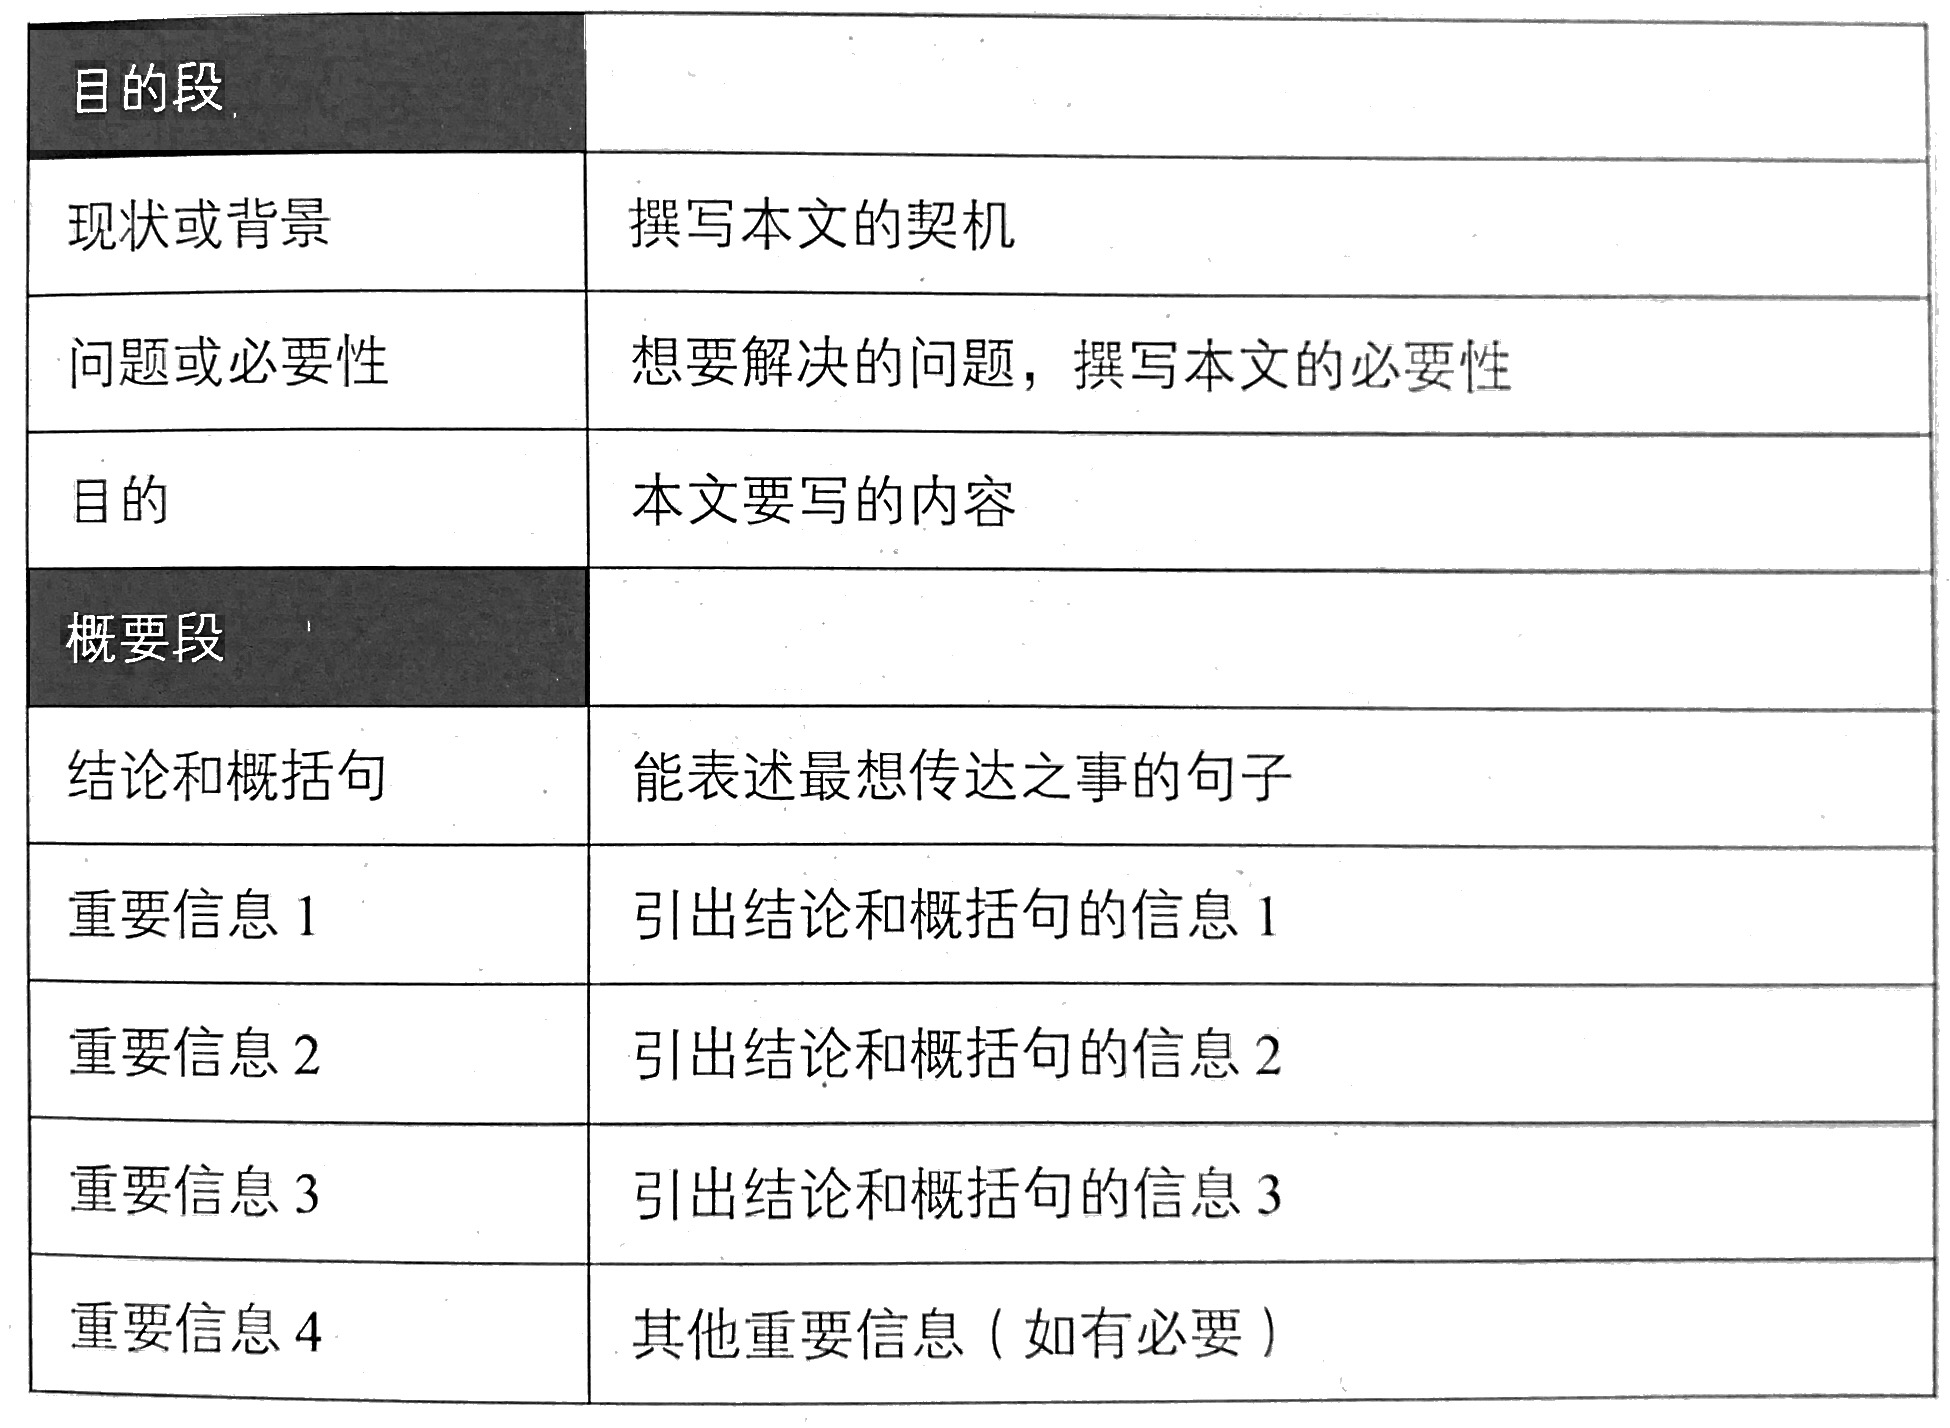 目的段
现状或背景 撰写本文的契机
问题或必要性 想要解决的问题，撰写本文的必要性
目的 本文要写的内容
概要段
结论和概括句 能表述最想传达之事的句子
重要信息 1 引出结论和概括句的信息 1
重要信息 2 引出结论和概括句的信息 2
重要信息 3 引出结论和概括句的信息 3
重要信息 4 其他重要信息（如有必要）